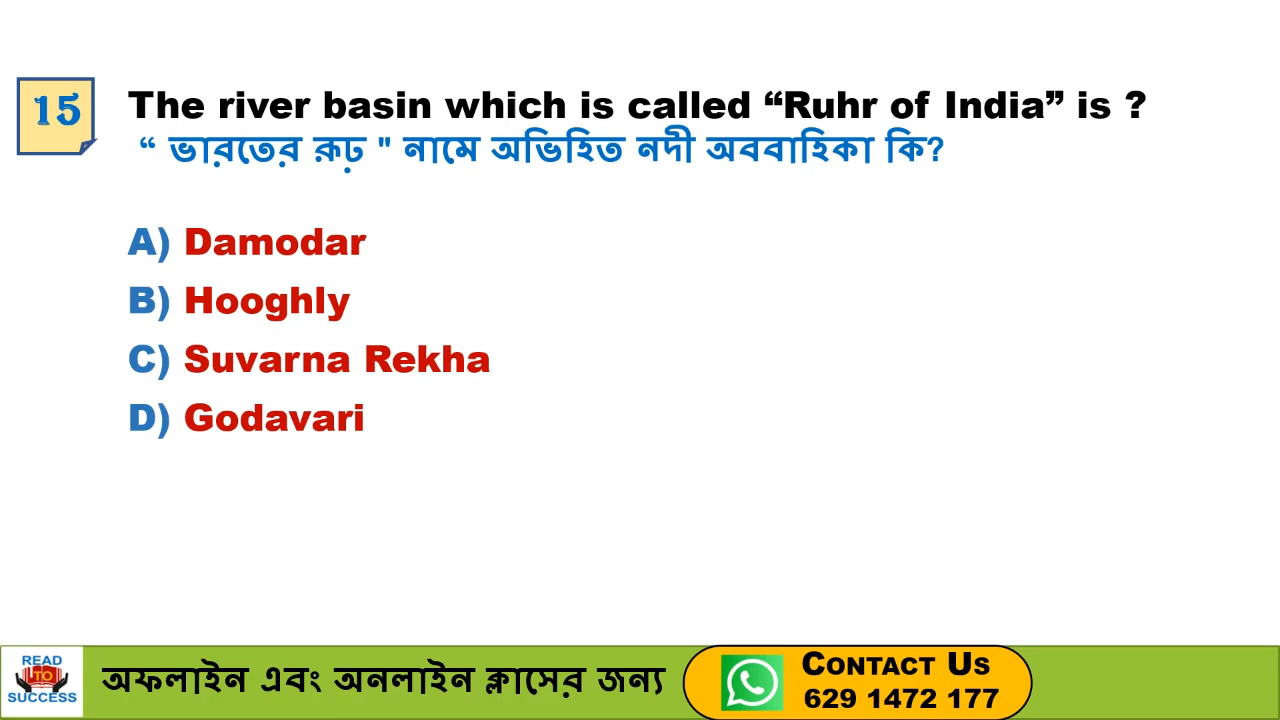 15
The river basin which is called “Ruhr of India” is ?
“ ভারতের রূঢ় " নামে অভিহিত নদী অববাহিকা কি?
A) Damodar
B) Hooghly
C) Suvarna Rekha
D) Godavari
READ
TO
SUCCESS
অফলাইন এবং অনলাইন ক্লাসের জন্য
CONTACT US
629 1472 177